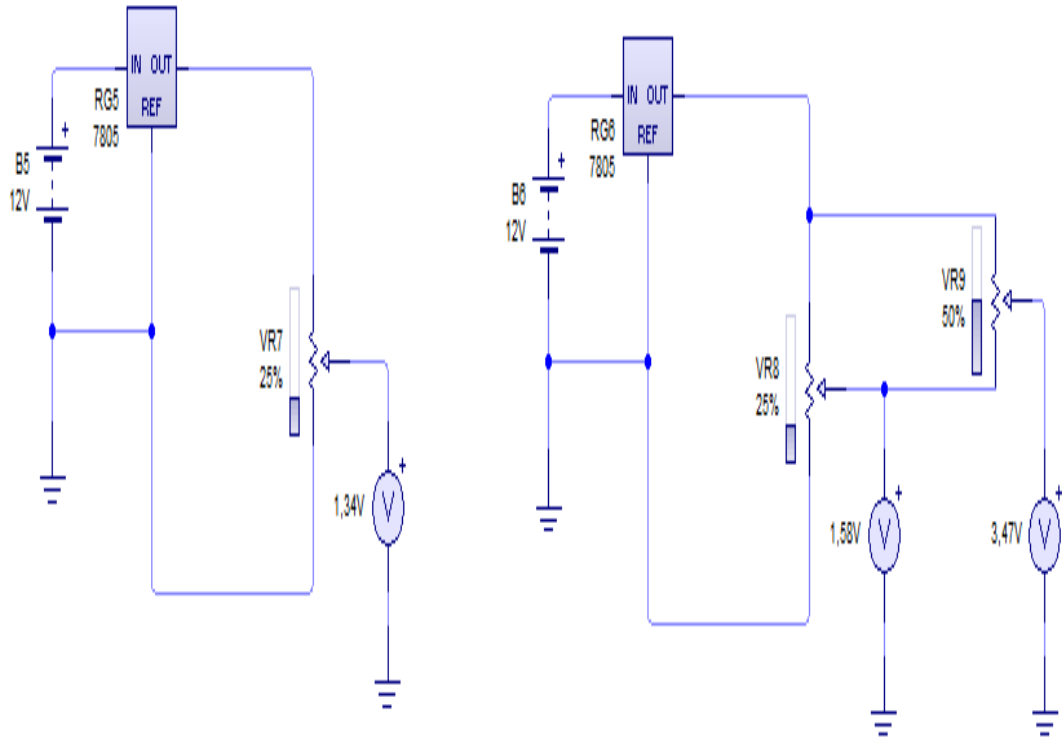 IN OUT
REF
RG5
7805
+
B5
12V
VR7
25%
+
1,34V
V
IN OUT
REF
RG6
7805
+
B6
12V
VR9
50%
VR8
25%
+
1,58V
V
+
3,47V
V